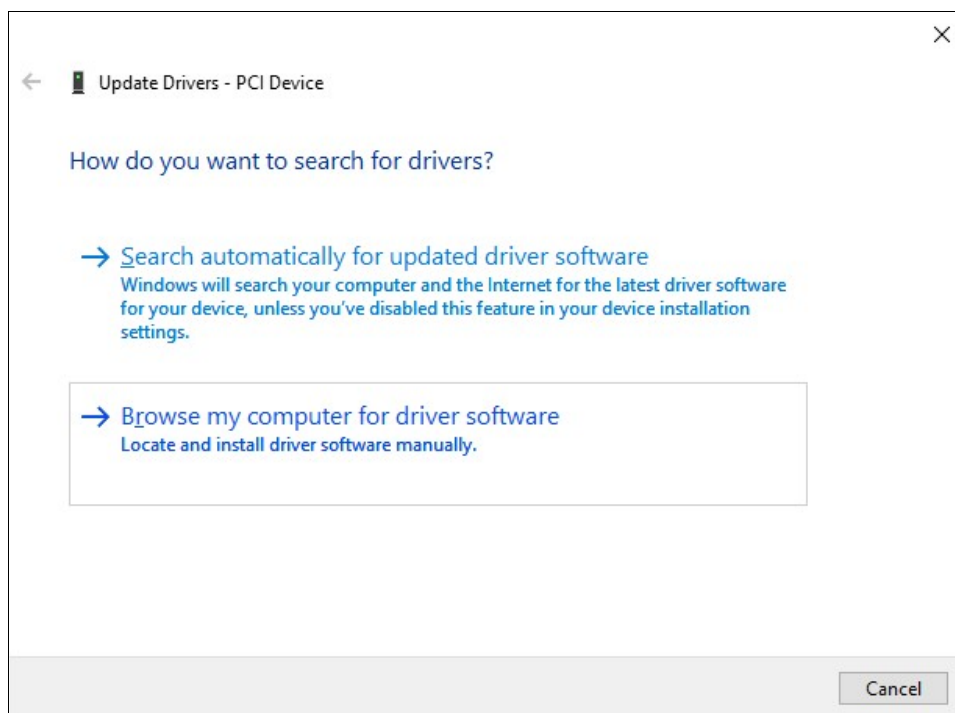 Update Drivers - PCI Device
How do you want to search for drivers?
Search automatically for updated driver software
Windows will search your computer and the Internet for the latest driver software
for your device, unless you've disabled this feature in your device installation
settings.
Browse my computer for driver software
Locate and install driver software manually.
Cancel